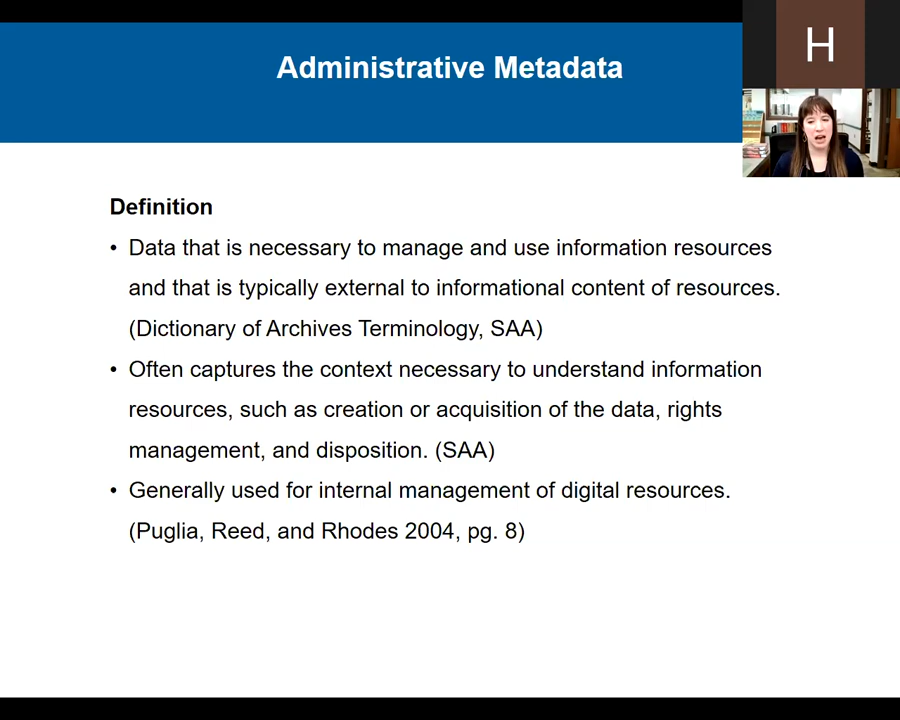 Administrative Metadata
H
Definition
• Data that is necessary to manage and use information resources
and that is typically external to informational content of resources.
(Dictionary of Archives Terminology, SAA)
• Often captures the context necessary to understand information
resources, such as creation or acquisition of the data, rights
management, and disposition. (SAA)
• Generally used for internal management of digital resources.
(Puglia, Reed, and Rhodes 2004, pg. 8)